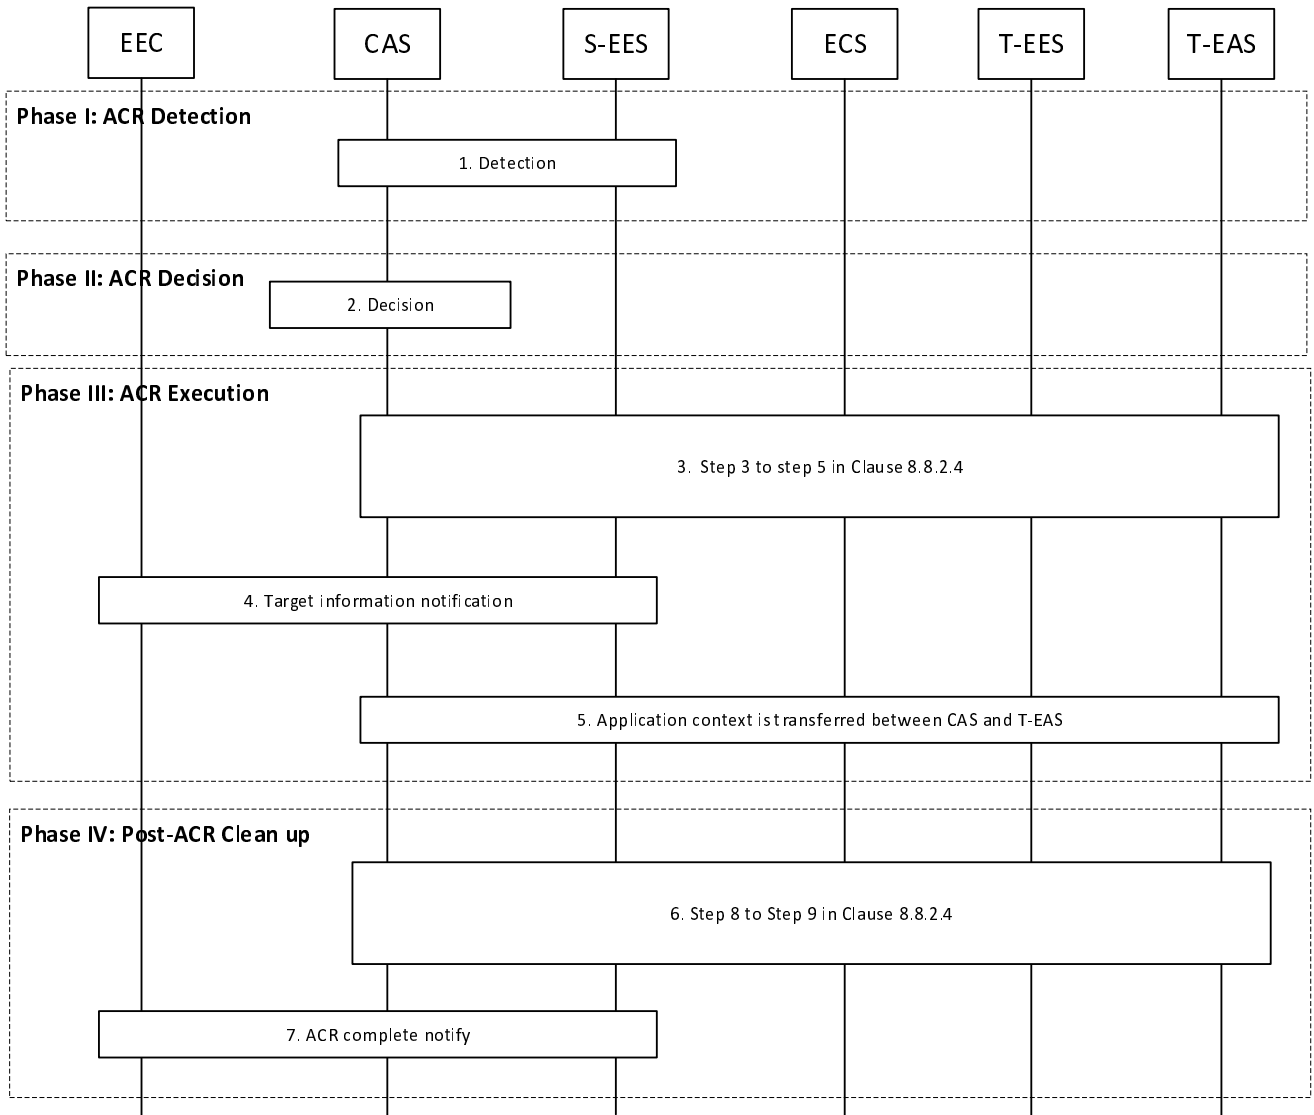 EEC
CAS
S-EES
ECS
T-EES
T-EAS
Phase I: ACR Detection
1. Detection
Phase II: ACR Decision
2. Decision
Phase III: ACR Execution
3. Step 3 to step 5 in Clause 8.8.2.4
4. Target information notification
5. Application context is transferred between CAS and T-EAS
Phase IV: Post-ACR Clean up
6. Step 8 to Step 9 in Clause 8.8.2.4
7. ACR complete notify